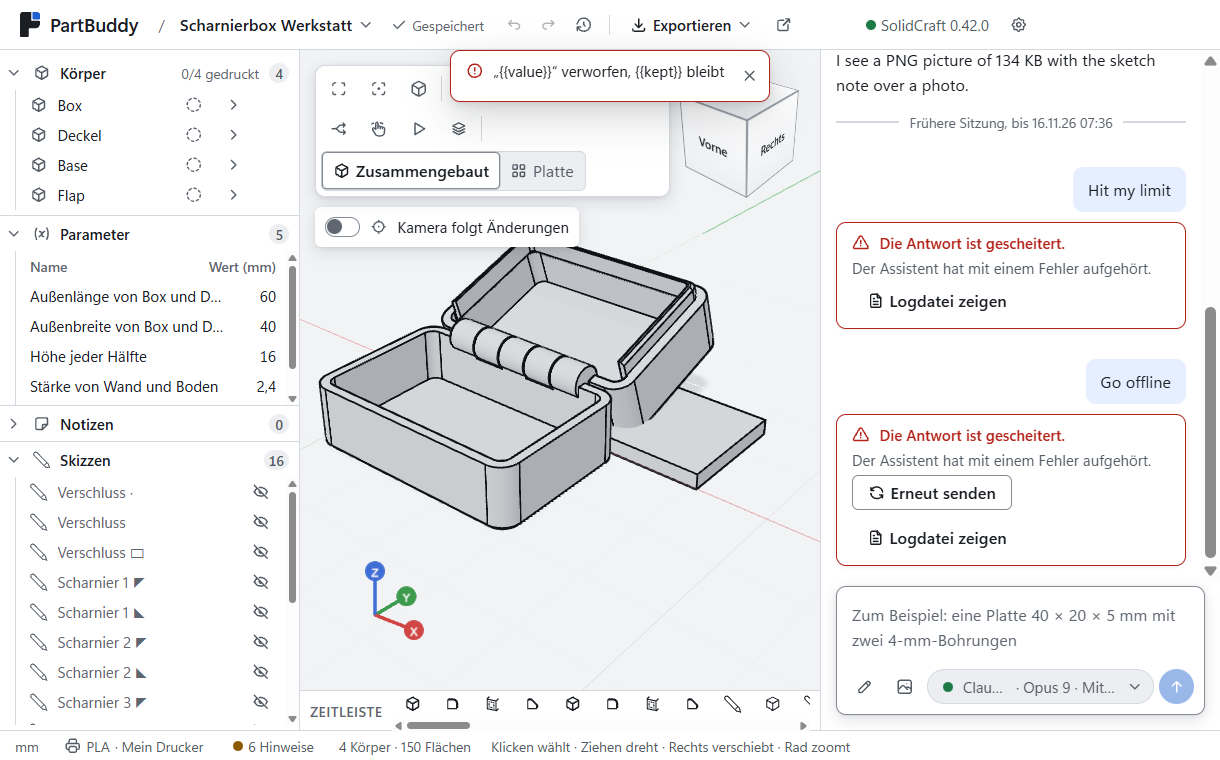 PartBuddy / Scharnierbox Werkstatt Gespeichert Exportieren SolidCraft 0.42.0
Körper 0/4 gedruckt 4
Box
Deckel
Base
Flap
(x) Parameter 5
Name Wert (mm)
Außenlänge von Box und D... 60
Außenbreite von Box und D... 40
Höhe jeder Hälfte 16
Stärke von Wand und Boden 2,4
Notizen 0
Skizzen 16
Verschluss ·
Verschluss
Verschluss
Scharnier 1
Scharnier 1
Scharnier 2
Scharnier 2
Scharnier 3
„{{value}}“ verworfen, {{kept}} bleibt
Zusammengebaut Platte
Kamera folgt Änderungen
Vorne Rechts
Z
Y
X
ZEITLEISTE
I see a PNG picture of 134 KB with the sketch
note over a photo.
Frühere Sitzung, bis 16.11.26 07:36
Hit my limit
Die Antwort ist gescheitert.
Der Assistent hat mit einem Fehler aufgehört.
Logdatei zeigen
Go offline
Die Antwort ist gescheitert.
Der Assistent hat mit einem Fehler aufgehört.
Erneut senden
Logdatei zeigen
Zum Beispiel: eine Platte 40 × 20 × 5 mm mit
zwei 4-mm-Bohrungen
Clau... · Opus 9 · Mit...
mm PLA · Mein Drucker 6 Hinweise 4 Körper · 150 Flächen Klicken wählt · Ziehen dreht · Rechts verschiebt · Rad zoomt